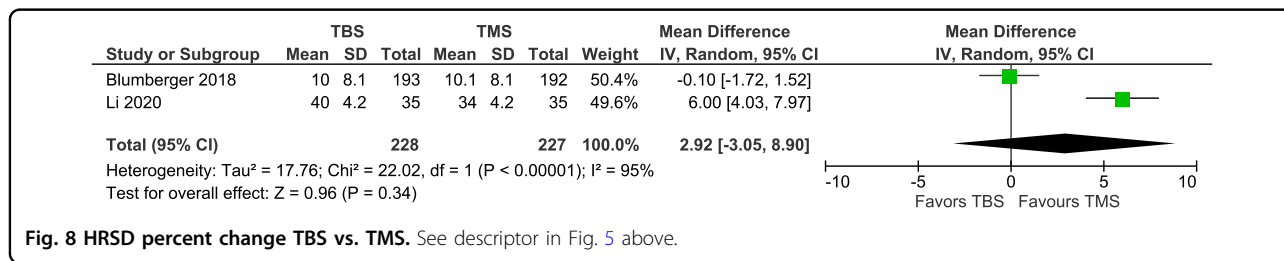 TBS TMS Mean Difference Mean Difference
Study or Subgroup Mean SD Total Mean SD Total Weight IV, Random, 95% CI IV, Random, 95% CI
Blumberger 2018 10 8.1 193 10.1 8.1 192 50.4% -0.10 [-1.72, 1.52]
Li 2020 40 4.2 35 34 4.2 35 49.6% 6.00 [4.03, 7.97]
Total (95% CI) 228 227 100.0% 2.92 [-3.05, 8.90]
Heterogeneity: Tau² = 17.76; Chi² = 22.02, df = 1 (P < 0.00001); I² = 95%
Test for overall effect: Z = 0.96 (P = 0.34)
-10 -5 0 5 10
Favors TBS Favours TMS
Fig. 8 HRSD percent change TBS vs. TMS. See descriptor in Fig. 5 above.